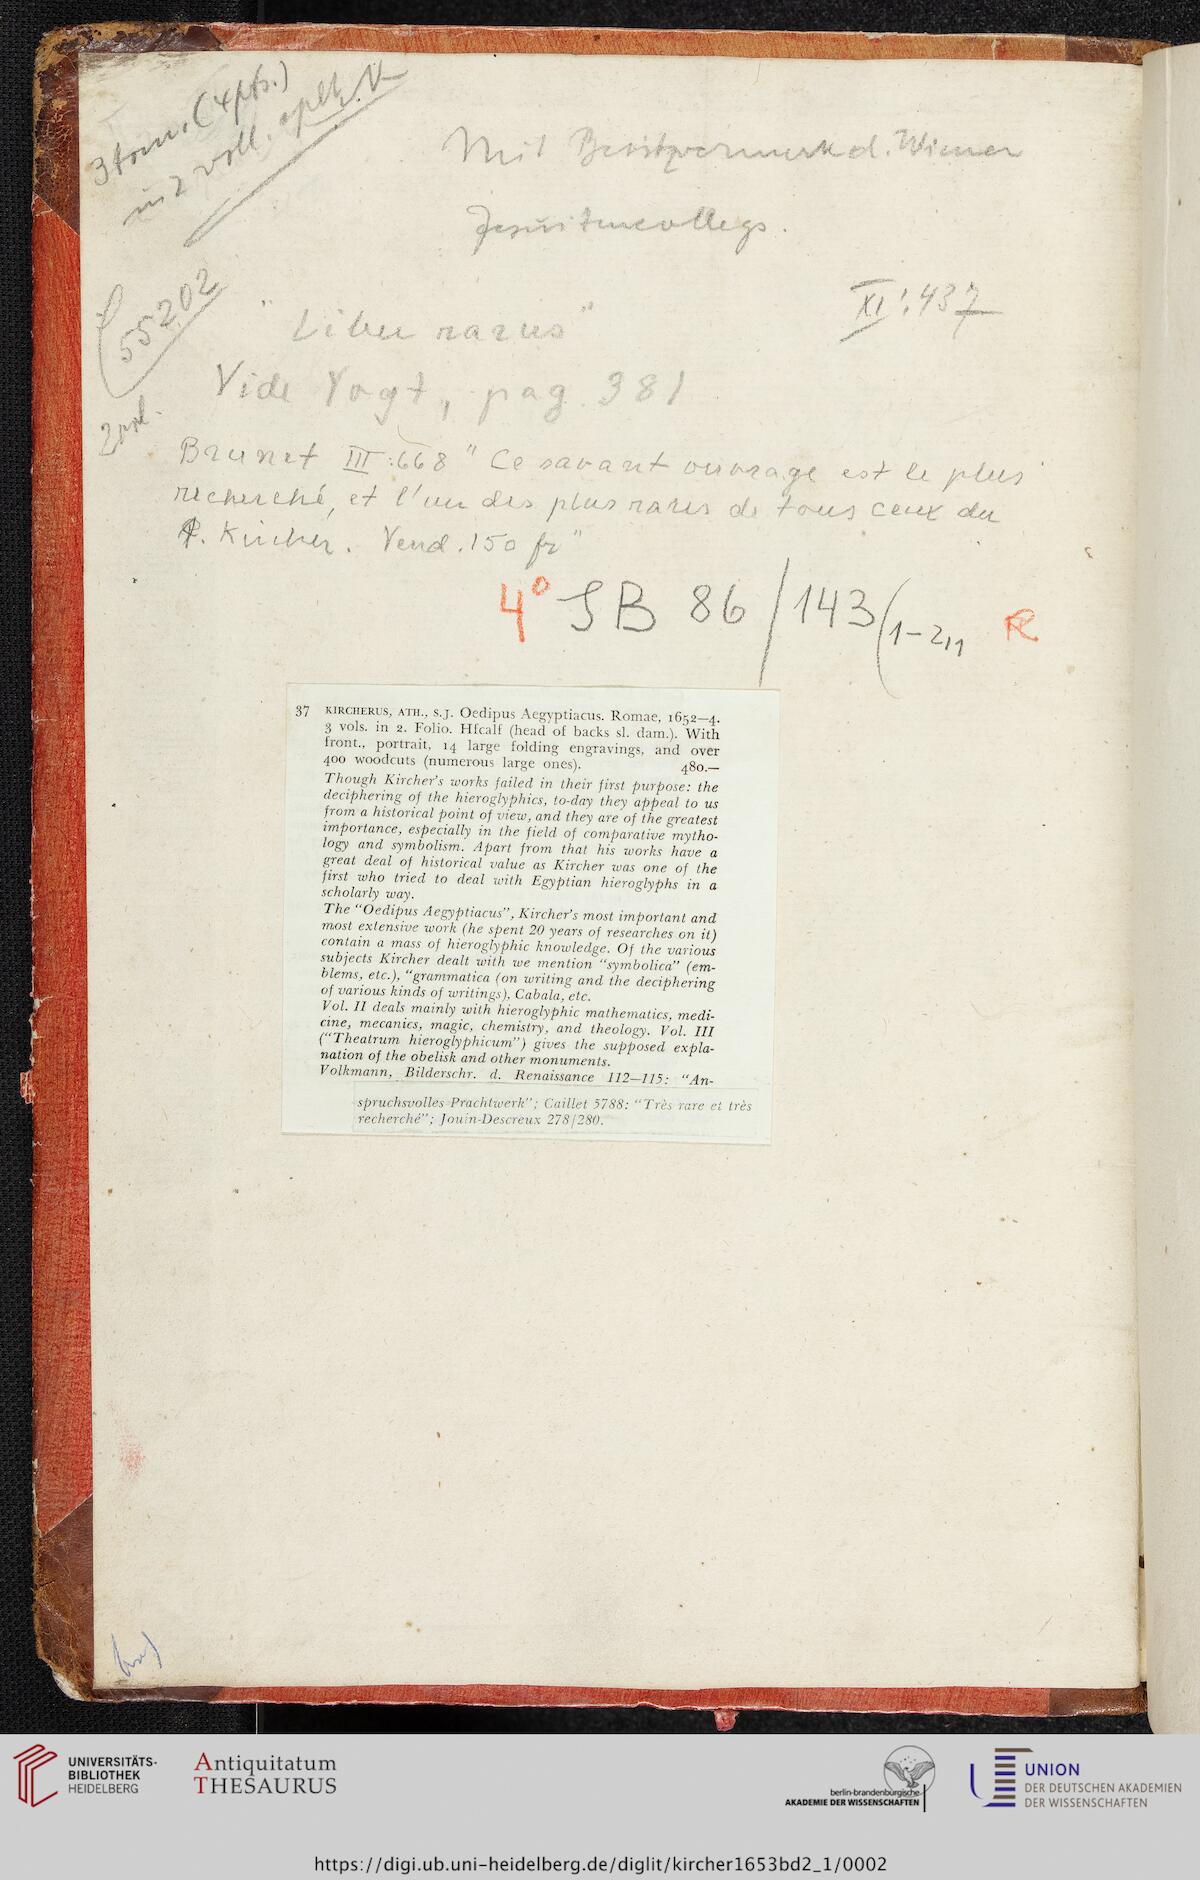 3 tom. (4 pts.)
in 2 voll. cplt.
Mit Besitzvermerk d. Wiener
Jesuitencollegs.
55202
XI:437
"Liber rarus"
Vide Vogt, pag 381
Brunet III:668 "Ce savant ouvrage est le plus
recherché, et l'un des plus rares de tous ceux du
P. Kircher. Vend. 150 fr"
4° SB 86/143(1-2,1 R
37 KIRCHERUS, ATH., S.J. Oedipus Aegyptiacus. Romae, 1652—4.
3 vols. in 2. Folio. Hfcalf (head of backs sl. dam.). With
front., portrait, 14 large folding engravings, and over
400 woodcuts (numerous large ones). 480.—
Though Kircher's works failed in their first purpose: the
deciphering of the hieroglyphics, to-day they appeal to us
from a historical point of view, and they are of the greatest
importance, especially in the field of comparative mytho-
logy and symbolism. Apart from that his works have a
great deal of historical value as Kircher was one of the
first who tried to deal with Egyptian hieroglyphs in a
scholarly way.
The "Oedipus Aegyptiacus", Kircher's most important and
most extensive work (he spent 20 years of researches on it)
contain a mass of hieroglyphic knowledge. Of the various
subjects Kircher dealt with we mention "symbolica" (em-
blems, etc.), "grammatica (on writing and the deciphering
of various kinds of writings), Cabala, etc.
Vol. II deals mainly with hieroglyphic mathematics, medi-
cine, mecanics, magic, chemistry, and theology. Vol. III
("Theatrum hieroglyphicum") gives the supposed expla-
nation of the obelisk and other monuments.
Volkmann, Bilderschr. d. Renaissance 112—115: "An-
spruchsvolles Prachtwerk"; Caillet 5788: "Très rare et très
recherché"; Jouin-Descreux 278/280.
UNIVERSITÄTS-
BIBLIOTHEK
HEIDELBERG
Antiquitatum
THESAURUS
berlin-brandenburgische
AKADEMIE DER WISSENSCHAFTEN
UNION
DER DEUTSCHEN AKADEMIEN
DER WISSENSCHAFTEN
https://digi.ub.uni-heidelberg.de/diglit/kircher1653bd2_1/0002